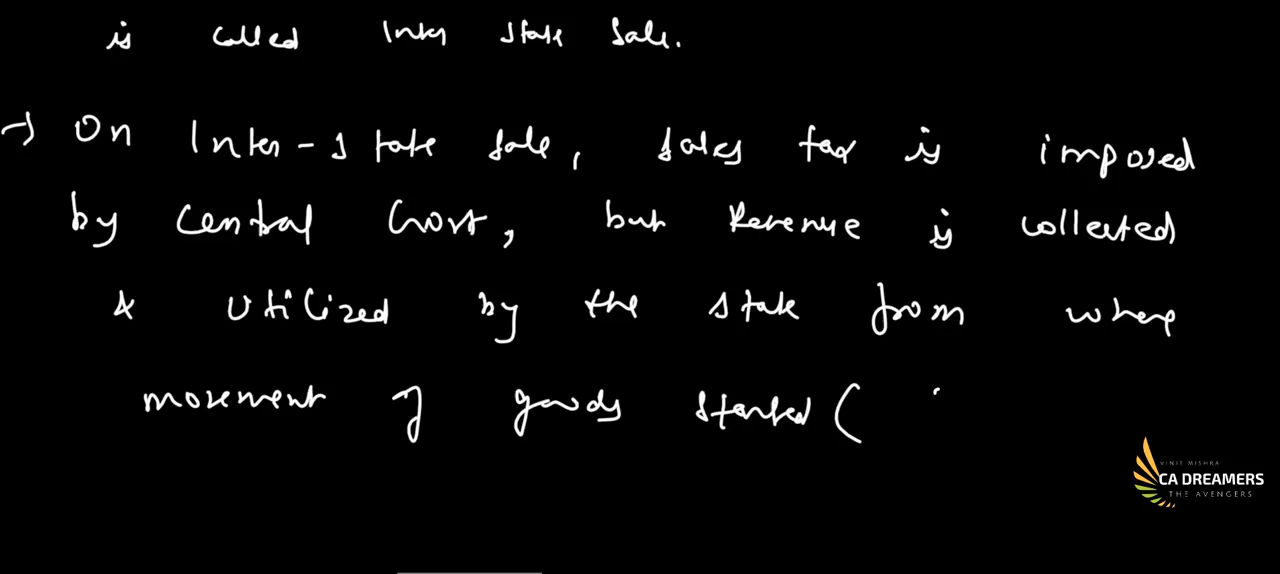 is called Inter state sale.
→ On Inter-state sale, sales tax is imposed
by central Govt, but Revenue is collected
& utilized by the state from where
movement of goods started (
VINIT MISHRA
CA DREAMERS
THE AVENGERS